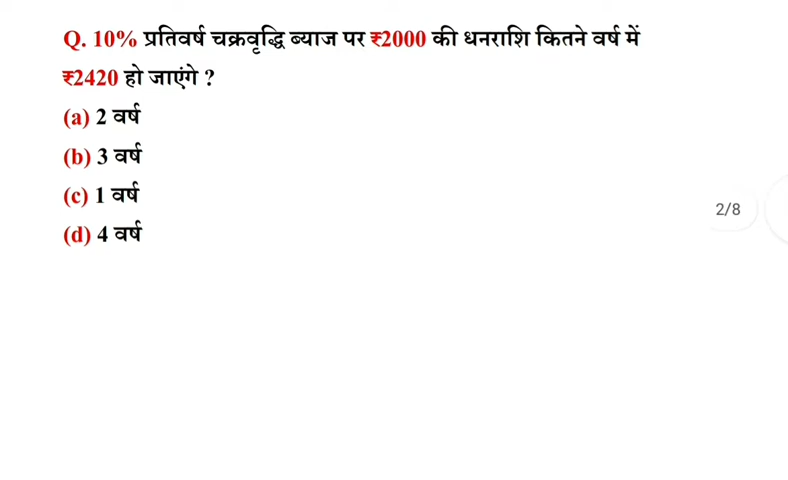 Q. 10% प्रतिवर्ष चक्रवृद्धि ब्याज पर ₹2000 की धनराशि कितने वर्ष में
₹2420 हो जाएंगे ?
(a) 2 वर्ष
(b) 3 वर्ष
(c) 1 वर्ष
(d) 4 वर्ष
2/8